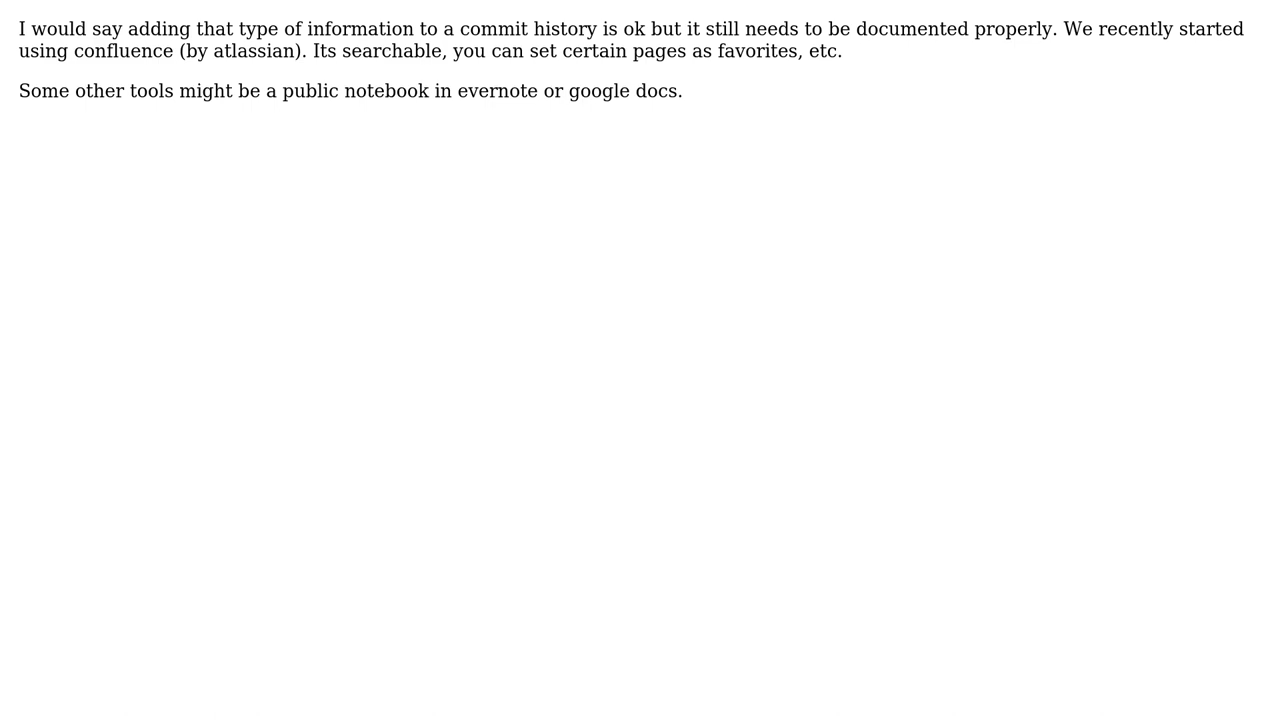 I would say adding that type of information to a commit history is ok but it still needs to be documented properly. We recently started
using confluence (by atlassian). Its searchable, you can set certain pages as favorites, etc.
Some other tools might be a public notebook in evernote or google docs.